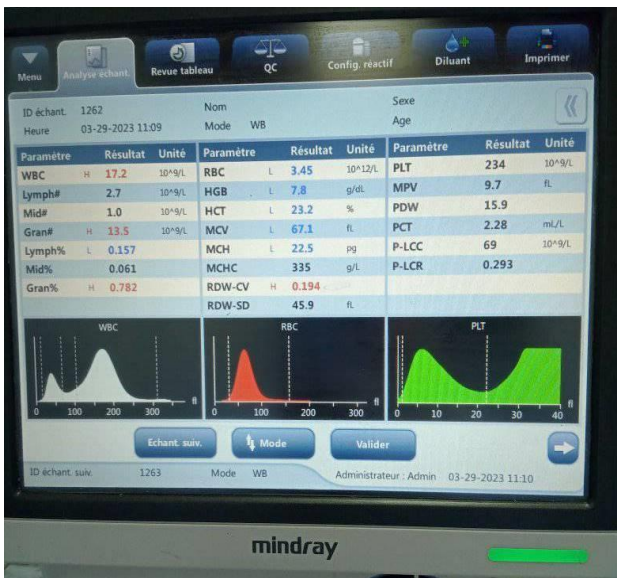 Menu
Analyse échant.
Revue tableau
QC
Config. réactif
Diluant
Imprimer
ID échant. 1262 Nom Sexe
Heure 03-29-2023 11:09 Mode WB Age
Paramètre Résultat Unité Paramètre Résultat Unité Paramètre Résultat Unité
WBC H 17.2 10^9/L RBC L 3.45 10^12/L PLT 234 10^9/L
Lymph# 2.7 10^9/L HGB L 7.8 g/dL MPV 9.7 fL
Mid# 1.0 10^9/L HCT L 23.2 % PDW 15.9
Gran# H 13.5 10^9/L MCV L 67.1 fL PCT 2.28 mL/L
Lymph% L 0.157 MCH L 22.5 pg P-LCC 69 10^9/L
Mid% 0.061 MCHC 335 g/L P-LCR 0.293
Gran% H 0.782 RDW-CV H 0.194
RDW-SD 45.9 fL
WBC RBC PLT
0 100 200 300 fl 0 100 200 300 fl 0 10 20 30 40 fl
Echant. suiv. Mode Valider
ID échant. suiv. 1263 Mode WB Administrateur : Admin 03-29-2023 11:10
mindray